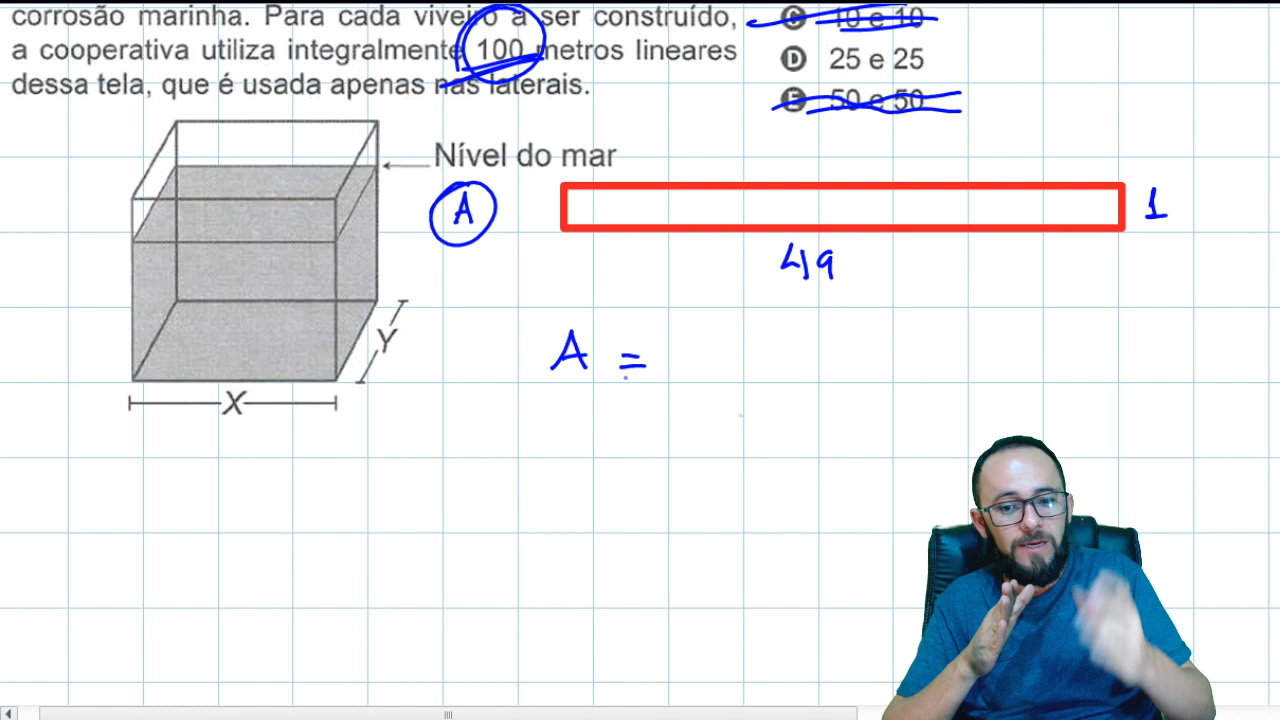 corrosão marinha. Para cada viveiro a ser construído,
a cooperativa utiliza integralmente 100 metros lineares
dessa tela, que é usada apenas nas laterais.
C 10 e 10
D 25 e 25
E 50 e 50
Nível do mar
A
1
49
A =
Y
X